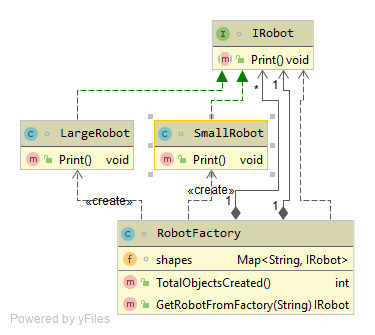 I IRobot
m Print() void
* 1
C LargeRobot
m Print() void
C SmallRobot
m Print() void
«create» «create»
1 1
C RobotFactory
f shapes Map<String, IRobot>
m TotalObjectsCreated() int
m GetRobotFromFactory(String) IRobot
Powered by yFiles